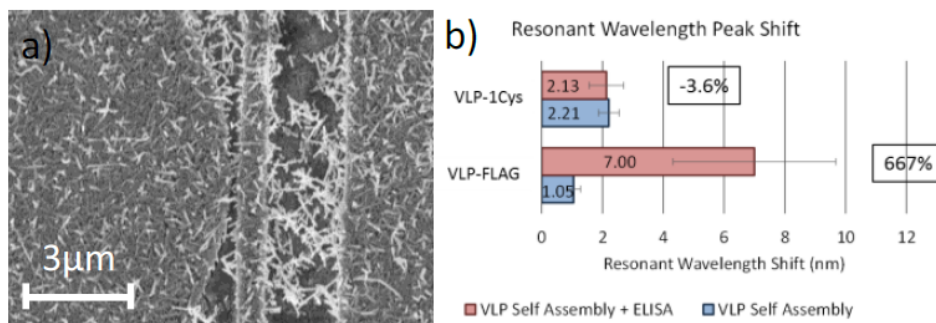 a)
3μm
b)
Resonant Wavelength Peak Shift
VLP-1Cys
2.13
2.21
-3.6%
VLP-FLAG
7.00
1.05
667%
0 2 4 6 8 10 12
Resonant Wavelength Shift (nm)
VLP Self Assembly + ELISA VLP Self Assembly